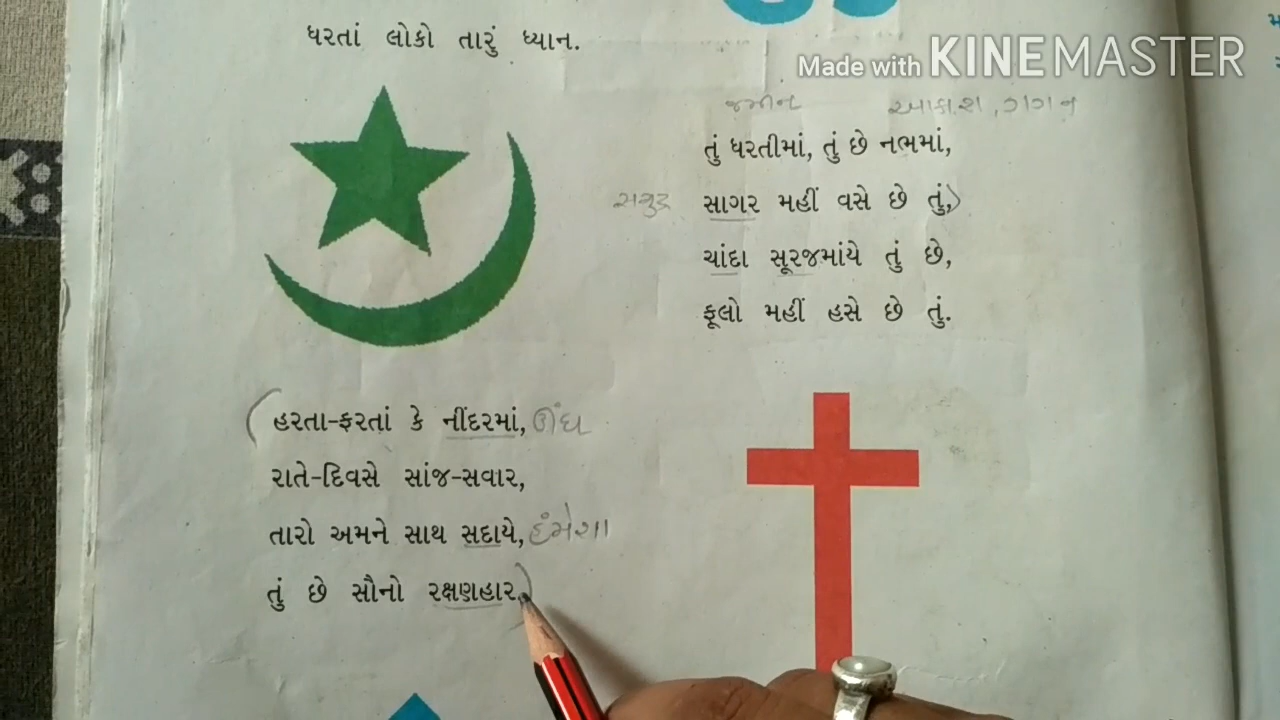 ધરતાં લોકો તારું ધ્યાન.
Made with KINEMASTER
જમીન આકાશ, ગગન
તું ધરતીમાં, તું છે નભમાં,
સમુદ્ર સાગર મહીં વસે છે તું,
ચાંદા સૂરજમાંયે તું છે,
ફૂલો મહીં હસે છે તું.
હરતા-ફરતાં કે નીંદરમાં, ઊંઘ
રાતે-દિવસે સાંજ-સવાર,
તારો અમને સાથ સદાયે, હંમેશા
તું છે સૌનો રક્ષણહાર.